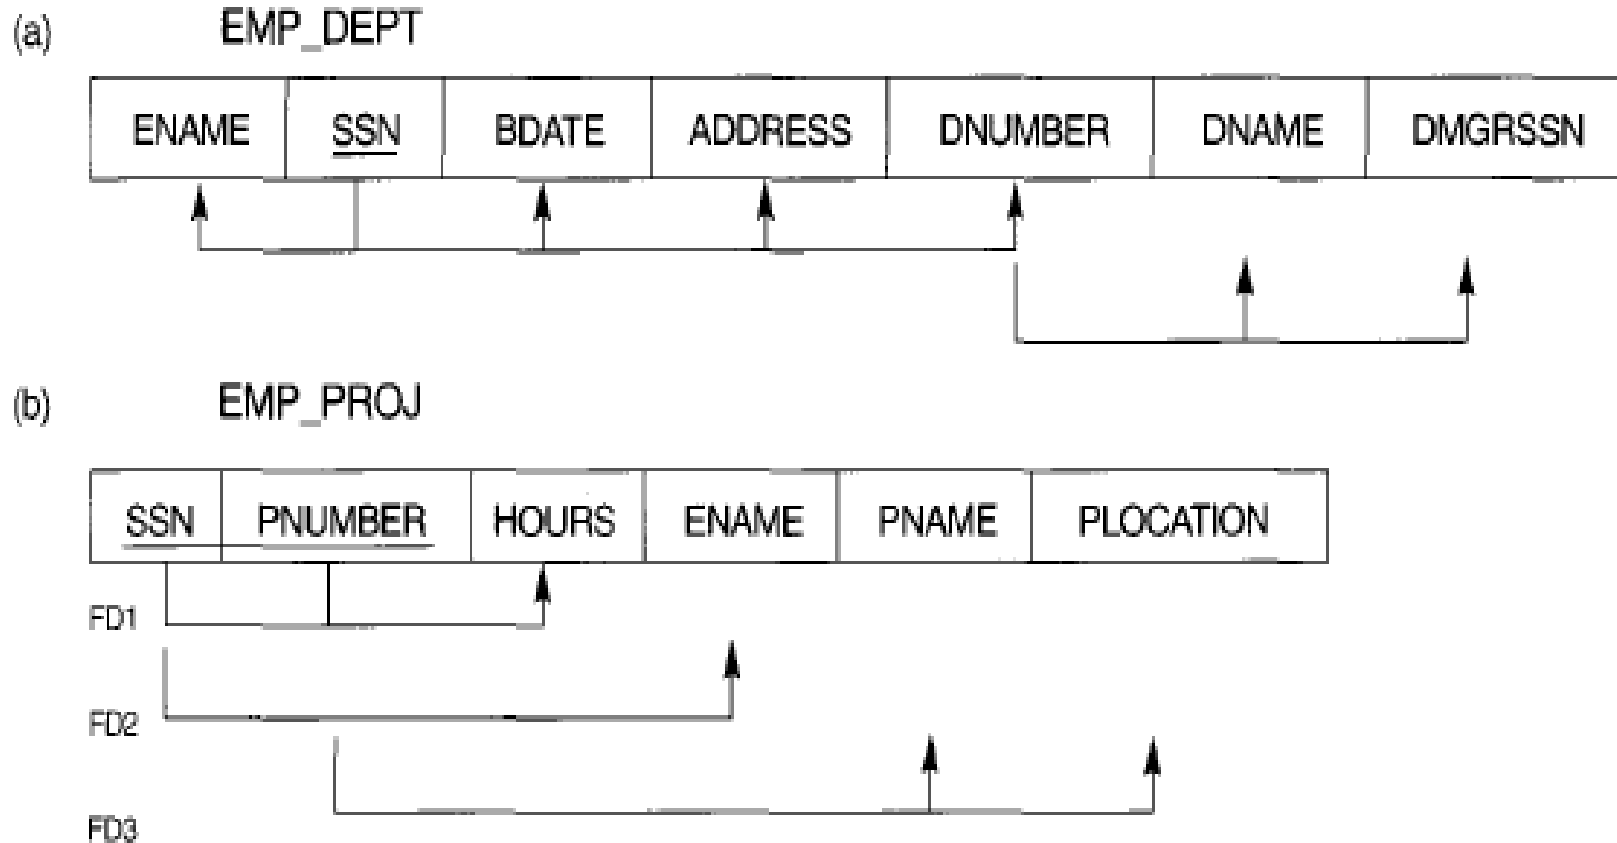 (a) EMP_DEPT
ENAME SSN BDATE ADDRESS DNUMBER DNAME DMGRSSN
(b) EMP_PROJ
SSN PNUMBER HOURS ENAME PNAME PLOCATION
FD1
FD2
FD3